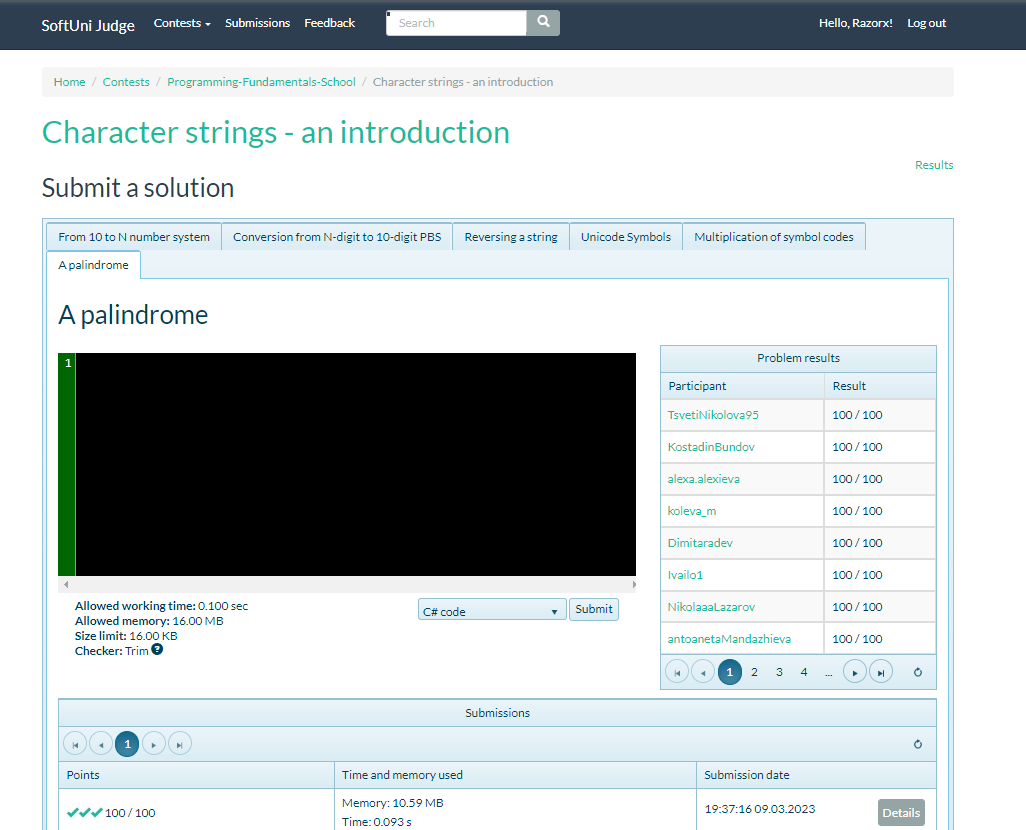 SoftUni Judge Contests Submissions Feedback Search Hello, Razorx! Log out
Home / Contests / Programming-Fundamentals-School / Character strings - an introduction
Character strings - an introduction
Results
Submit a solution
From 10 to N number system Conversion from N-digit to 10-digit PBS Reversing a string Unicode Symbols Multiplication of symbol codes
A palindrome
A palindrome
1
Allowed working time: 0.100 sec
Allowed memory: 16.00 MB
Size limit: 16.00 KB
Checker: Trim ?
C# code Submit
Problem results
Participant Result
TsvetiNikolova95 100 / 100
KostadinBundov 100 / 100
alexa.alexieva 100 / 100
koleva_m 100 / 100
Dimitaradev 100 / 100
Ivailo1 100 / 100
NikolaaaLazarov 100 / 100
antoanetaMandazhieva 100 / 100
1 2 3 4 ...
Submissions
1
Points Time and memory used Submission date
100 / 100 Memory: 10.59 MB 19:37:16 09.03.2023 Details
Time: 0.093 s